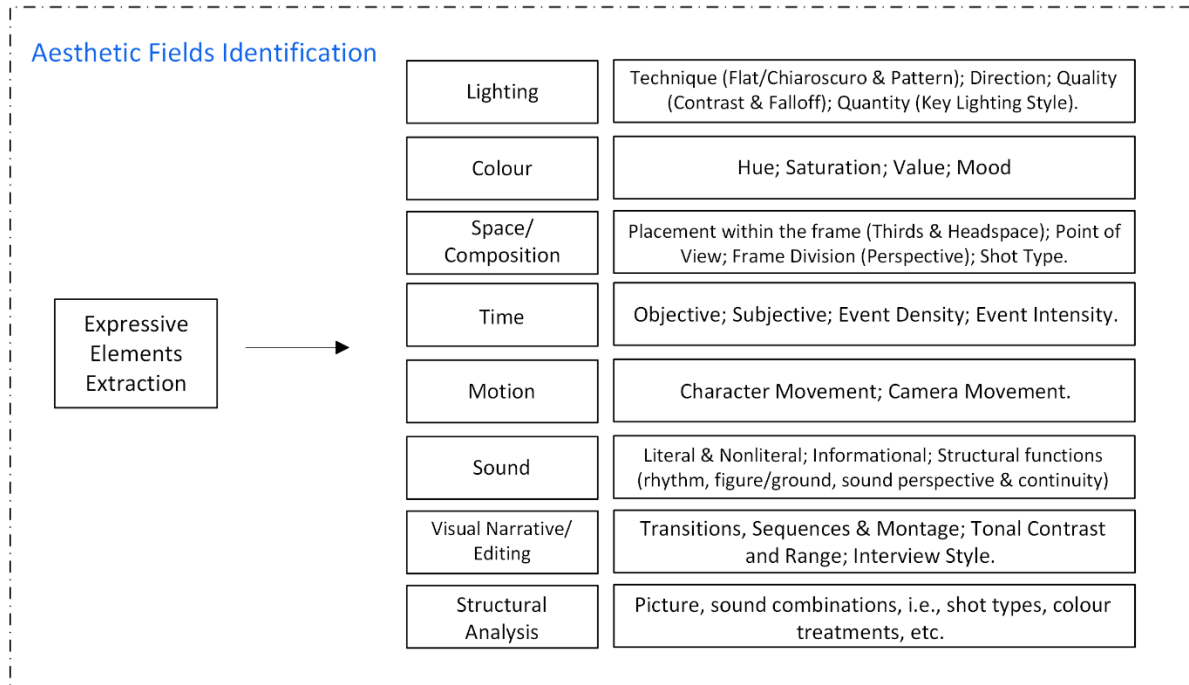 Aesthetic Fields Identification
Expressive
Elements
Extraction
Lighting
Technique (Flat/Chiaroscuro & Pattern); Direction; Quality
(Contrast & Falloff); Quantity (Key Lighting Style).
Colour
Hue; Saturation; Value; Mood
Space/
Composition
Placement within the frame (Thirds & Headspace); Point of
View; Frame Division (Perspective); Shot Type.
Time
Objective; Subjective; Event Density; Event Intensity.
Motion
Character Movement; Camera Movement.
Sound
Literal & Nonliteral; Informational; Structural functions
(rhythm, figure/ground, sound perspective & continuity)
Visual Narrative/
Editing
Transitions, Sequences & Montage; Tonal Contrast
and Range; Interview Style.
Structural
Analysis
Picture, sound combinations, i.e., shot types, colour
treatments, etc.